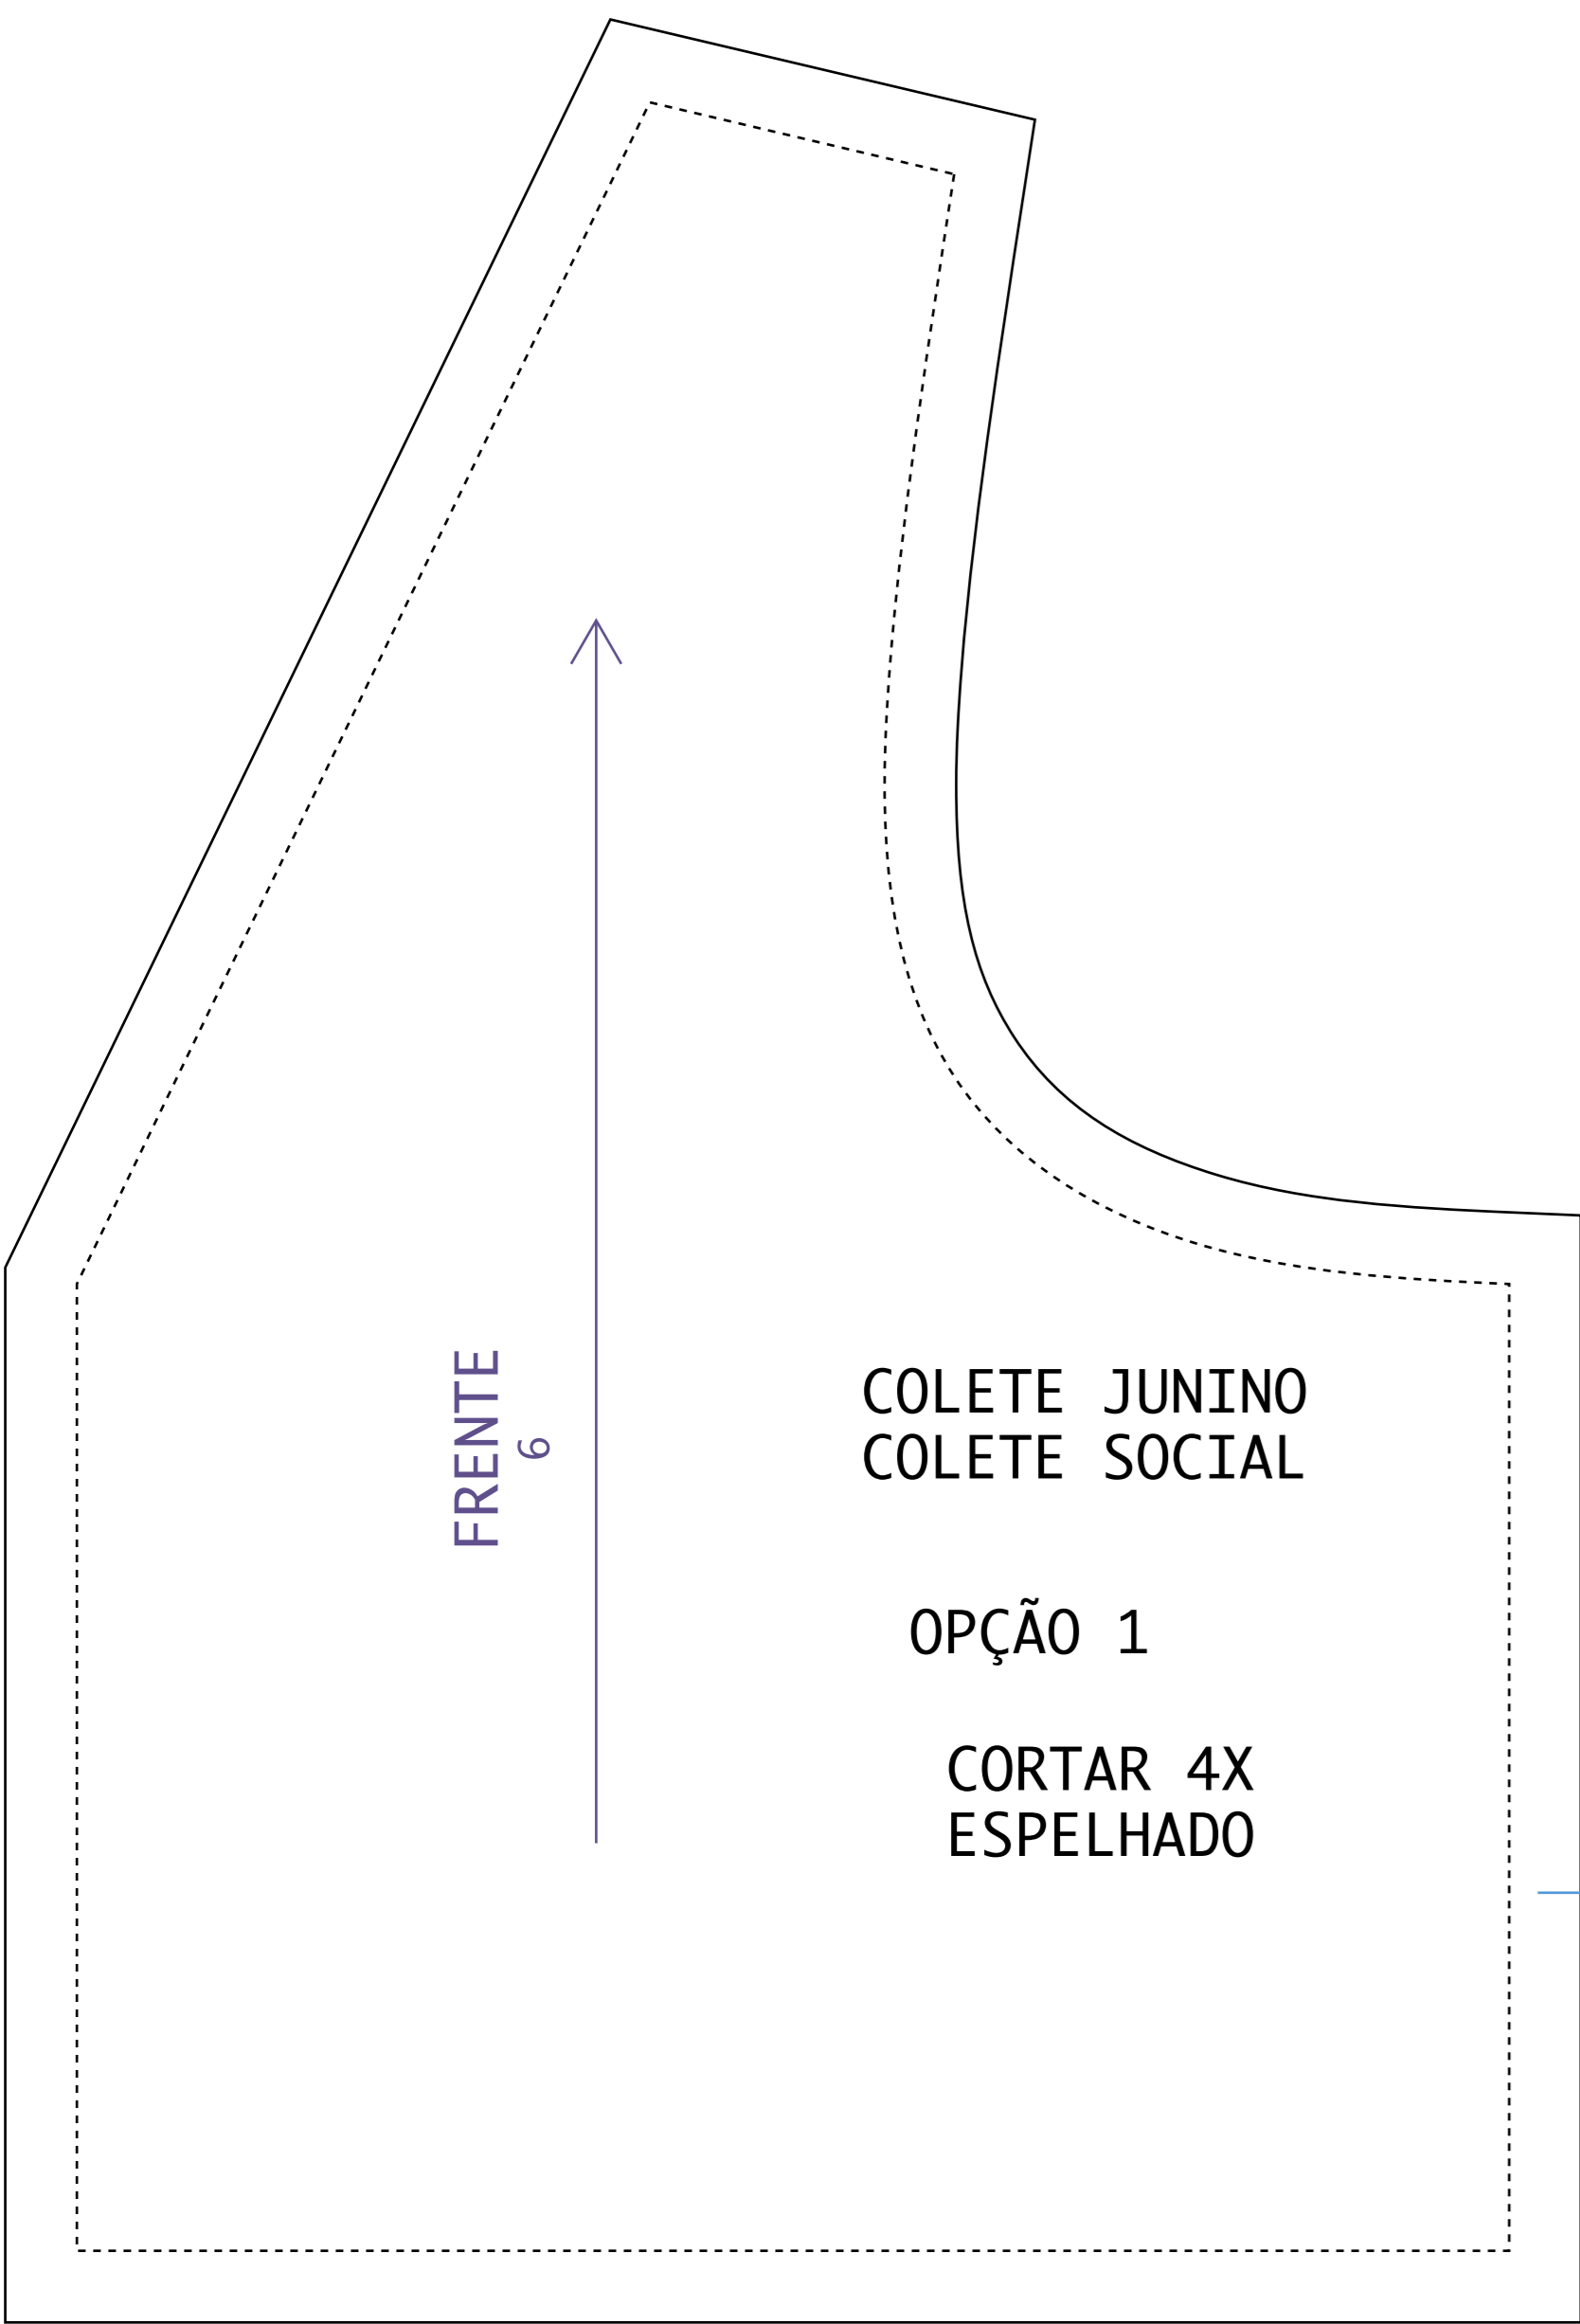 FRENTE
6
COLETE JUNINO
COLETE SOCIAL
OPÇÃO 1
CORTAR 4X
ESPELHADO